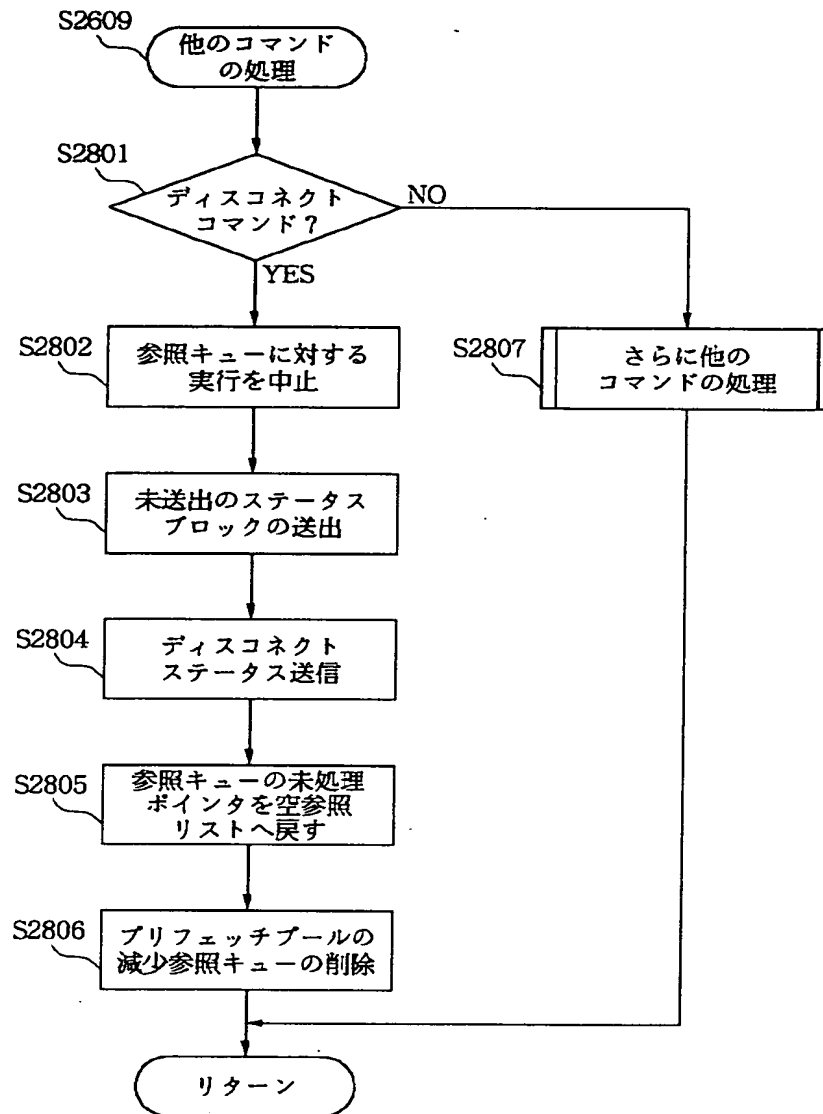 S2609
他のコマンド
の処理
S2801
ディスコネクト
コマンド？
NO
YES
S2802
参照キューに対する
実行を中止
S2807
さらに他の
コマンドの処理
S2803
未送出のステータス
ブロックの送出
S2804
ディスコネクト
ステータス送信
S2805
参照キューの未処理
ポインタを空参照
リストへ戻す
S2806
プリフェッチプールの
減少参照キューの削除
リターン